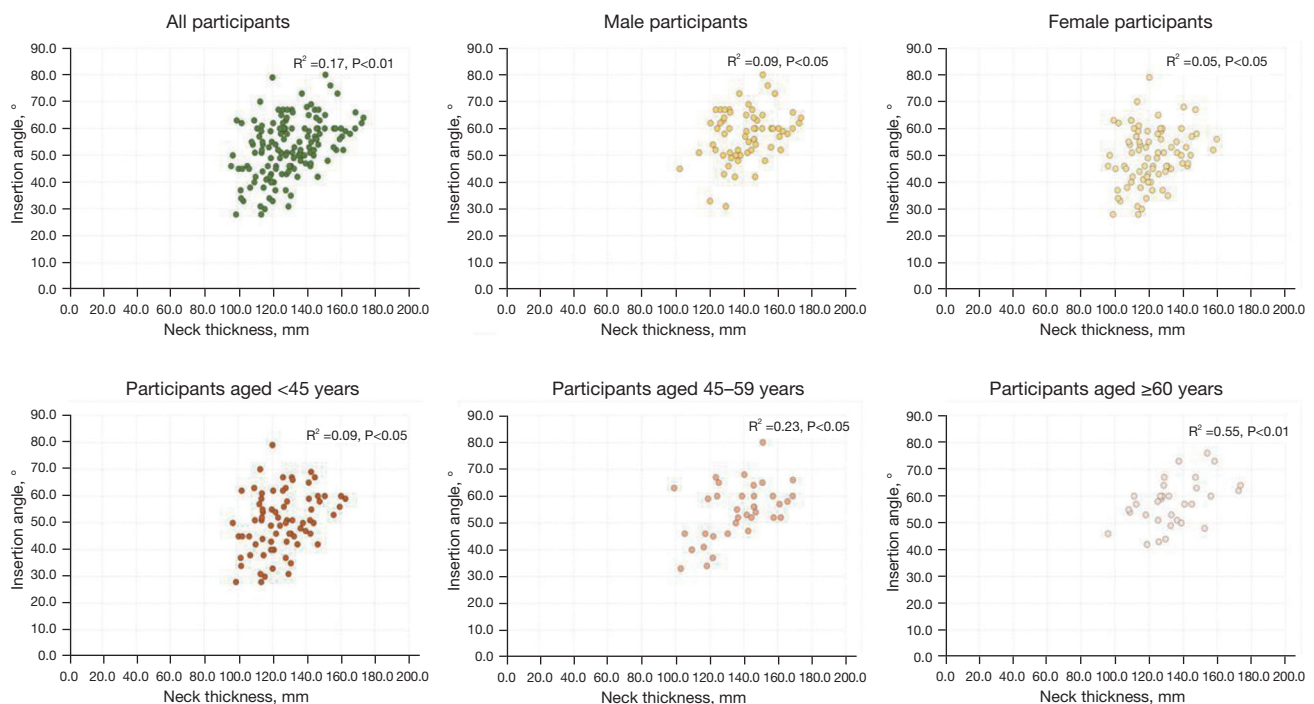 All participants
Male participants
Female participants
90.0
80.0
70.0
60.0
50.0
40.0
30.0
20.0
10.0
0.0
Insertion angle, °
R² =0.17, P<0.01
0.0 20.0 40.0 60.0 80.0 100.0 120.0 140.0 160.0 180.0 200.0
Neck thickness, mm
90.0
80.0
70.0
60.0
50.0
40.0
30.0
20.0
10.0
0.0
Insertion angle, °
R² =0.09, P<0.05
0.0 20.0 40.0 60.0 80.0 100.0 120.0 140.0 160.0 180.0 200.0
Neck thickness, mm
90.0
80.0
70.0
60.0
50.0
40.0
30.0
20.0
10.0
0.0
Insertion angle, °
R² =0.05, P<0.05
0.0 20.0 40.0 60.0 80.0 100.0 120.0 140.0 160.0 180.0 200.0
Neck thickness, mm
Participants aged <45 years
Participants aged 45–59 years
Participants aged ≥60 years
90.0
80.0
70.0
60.0
50.0
40.0
30.0
20.0
10.0
0.0
Insertion angle, °
R² =0.09, P<0.05
0.0 20.0 40.0 60.0 80.0 100.0 120.0 140.0 160.0 180.0 200.0
Neck thickness, mm
90.0
80.0
70.0
60.0
50.0
40.0
30.0
20.0
10.0
0.0
Insertion angle, °
R² =0.23, P<0.05
0.0 20.0 40.0 60.0 80.0 100.0 120.0 140.0 160.0 180.0 200.0
Neck thickness, mm
90.0
80.0
70.0
60.0
50.0
40.0
30.0
20.0
10.0
0.0
Insertion angle, °
R² =0.55, P<0.01
0.0 20.0 40.0 60.0 80.0 100.0 120.0 140.0 160.0 180.0 200.0
Neck thickness, mm